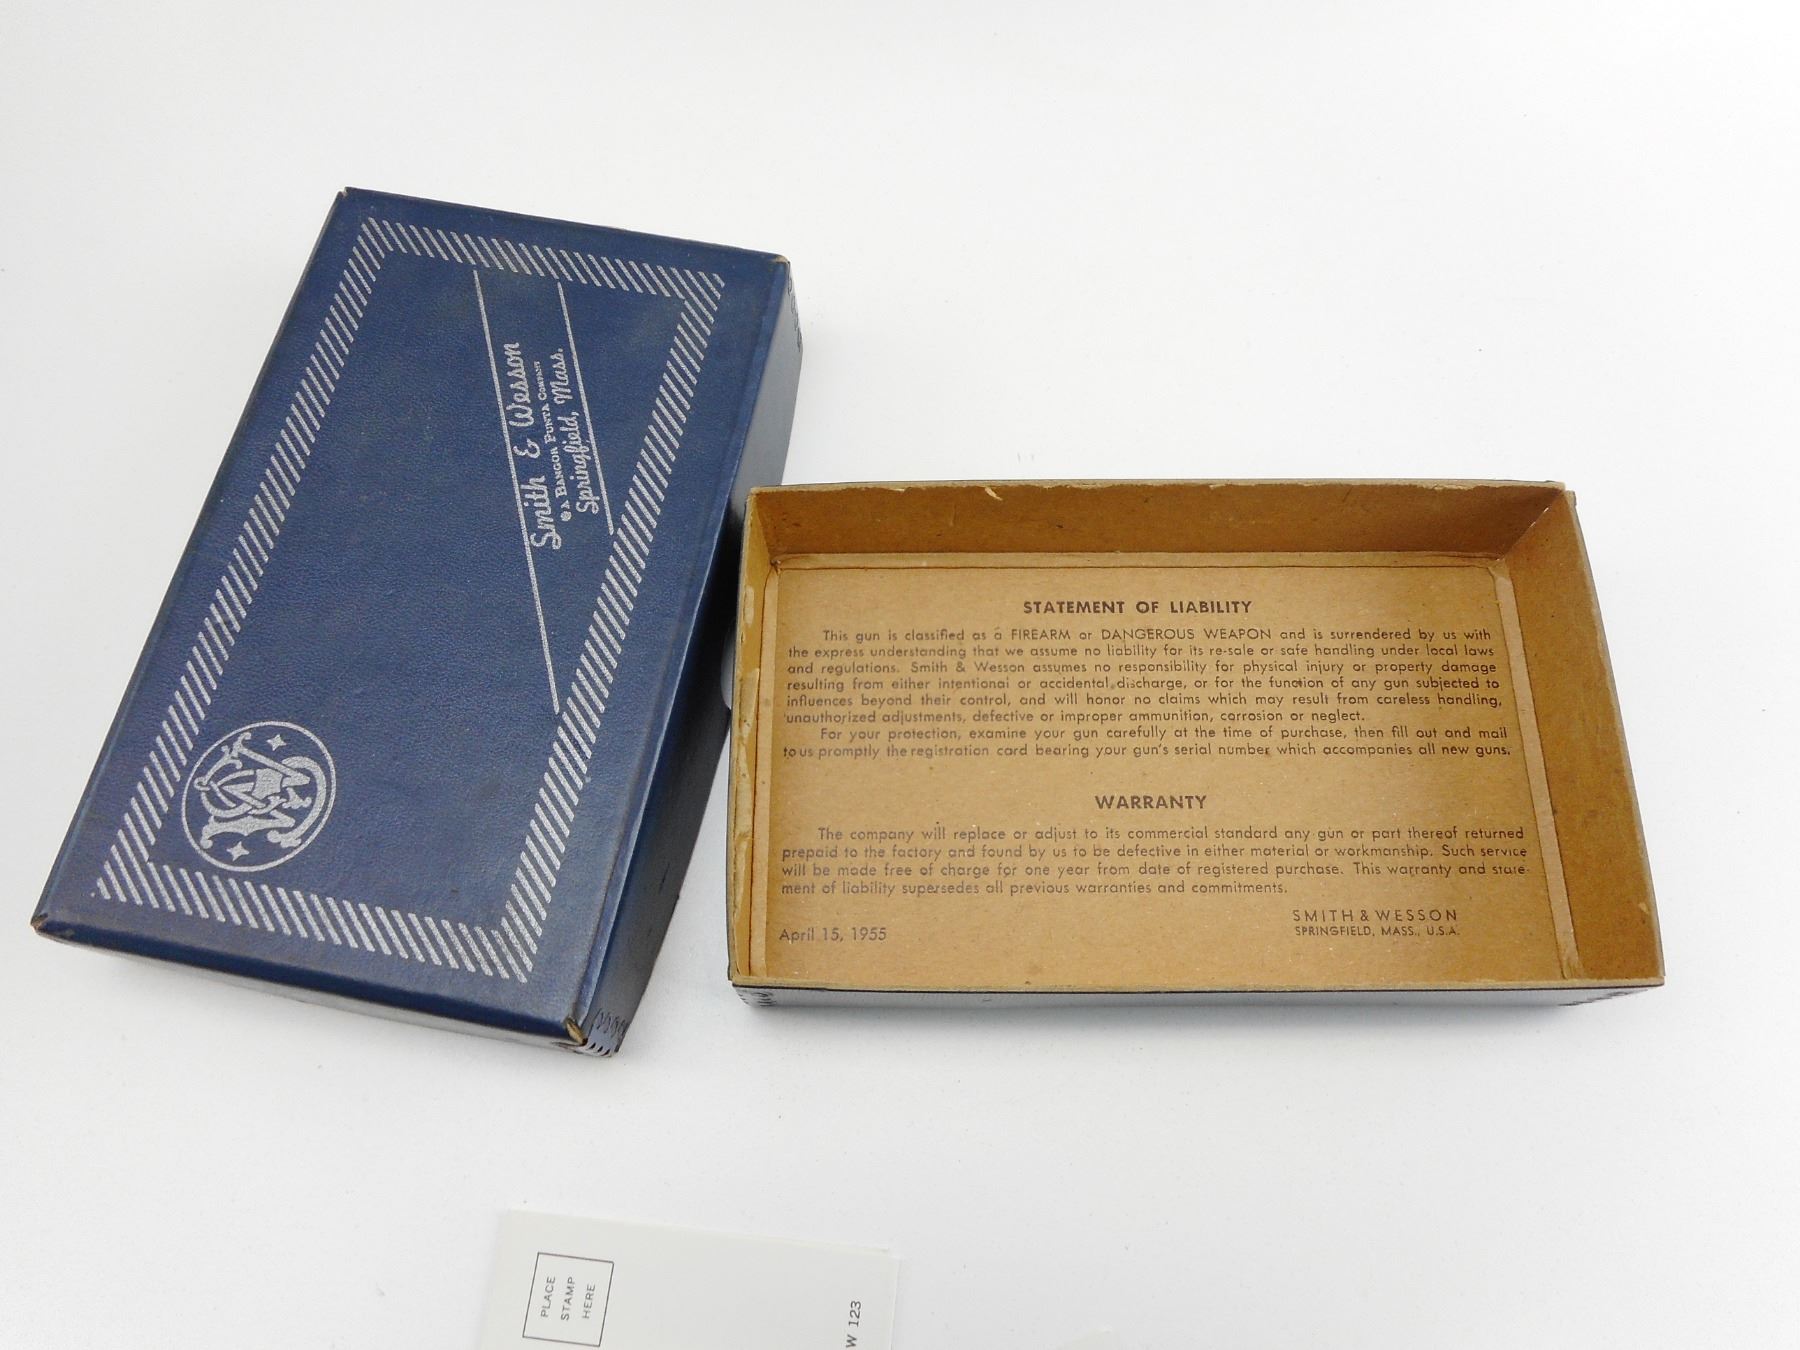 Smith & Wesson
A BANGOR PUNTA COMPANY
Springfield, Mass.
STATEMENT OF LIABILITY
This gun is classified as a FIREARM or DANGEROUS WEAPON and is surrendered by us with
the express understanding that we assume no liability for its re-sale or safe handling under local laws
and regulations. Smith & Wesson assumes no responsibility for physical injury or property damage
resulting from either intentional or accidental discharge, or for the function of any gun subjected to
influences beyond their control, and will honor no claims which may result from careless handling,
unauthorized adjustments, defective or improper ammunition, corrosion or neglect.
For your protection, examine your gun carefully at the time of purchase, then fill out and mail
to us promptly the registration card bearing your gun's serial number which accompanies all new guns.
WARRANTY
The company will replace or adjust to its commercial standard any gun or part thereof returned
prepaid to the factory and found by us to be defective in either material or workmanship. Such service
will be made free of charge for one year from date of registered purchase. This warranty and state-
ment of liability supersedes all previous warranties and commitments.
SMITH & WESSON
SPRINGFIELD, MASS., U.S.A.
April 15, 1955
PLACE
STAMP
HERE
W 123